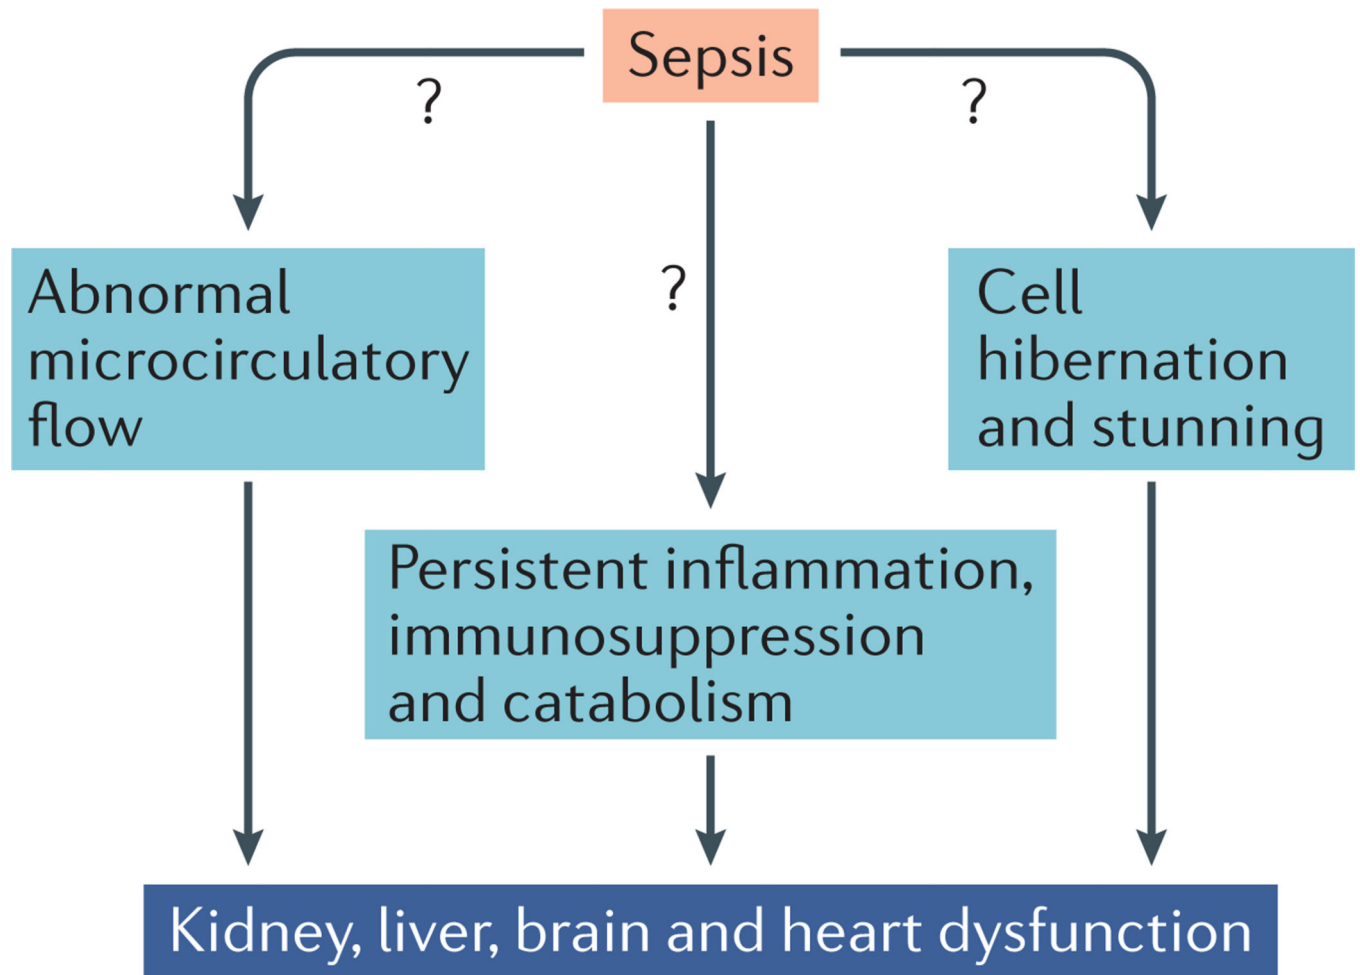 Sepsis
?
?
Abnormal
microcirculatory
flow
?
Cell
hibernation
and stunning
Persistent inflammation,
immunosuppression
and catabolism
Kidney, liver, brain and heart dysfunction